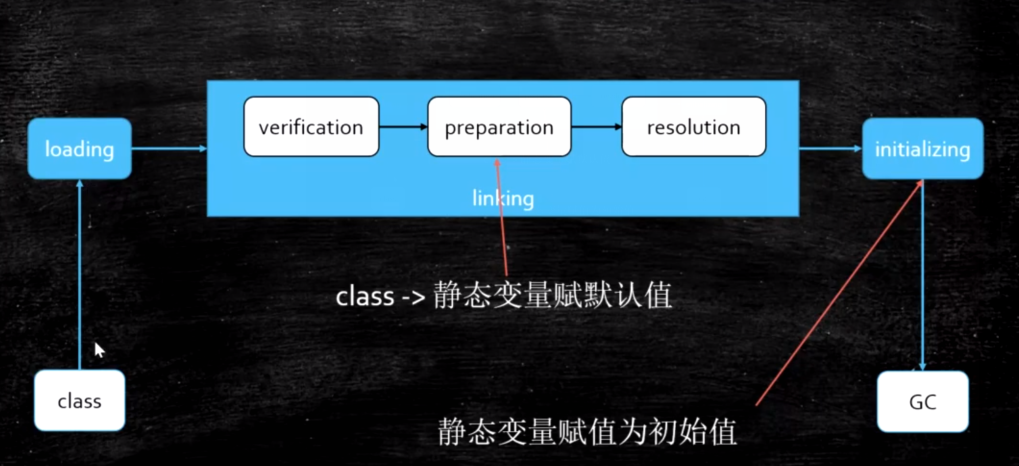 verification
preparation
resolution
loading
initializing
linking
class -> 静态变量赋默认值
class
GC
静态变量赋值为初始值